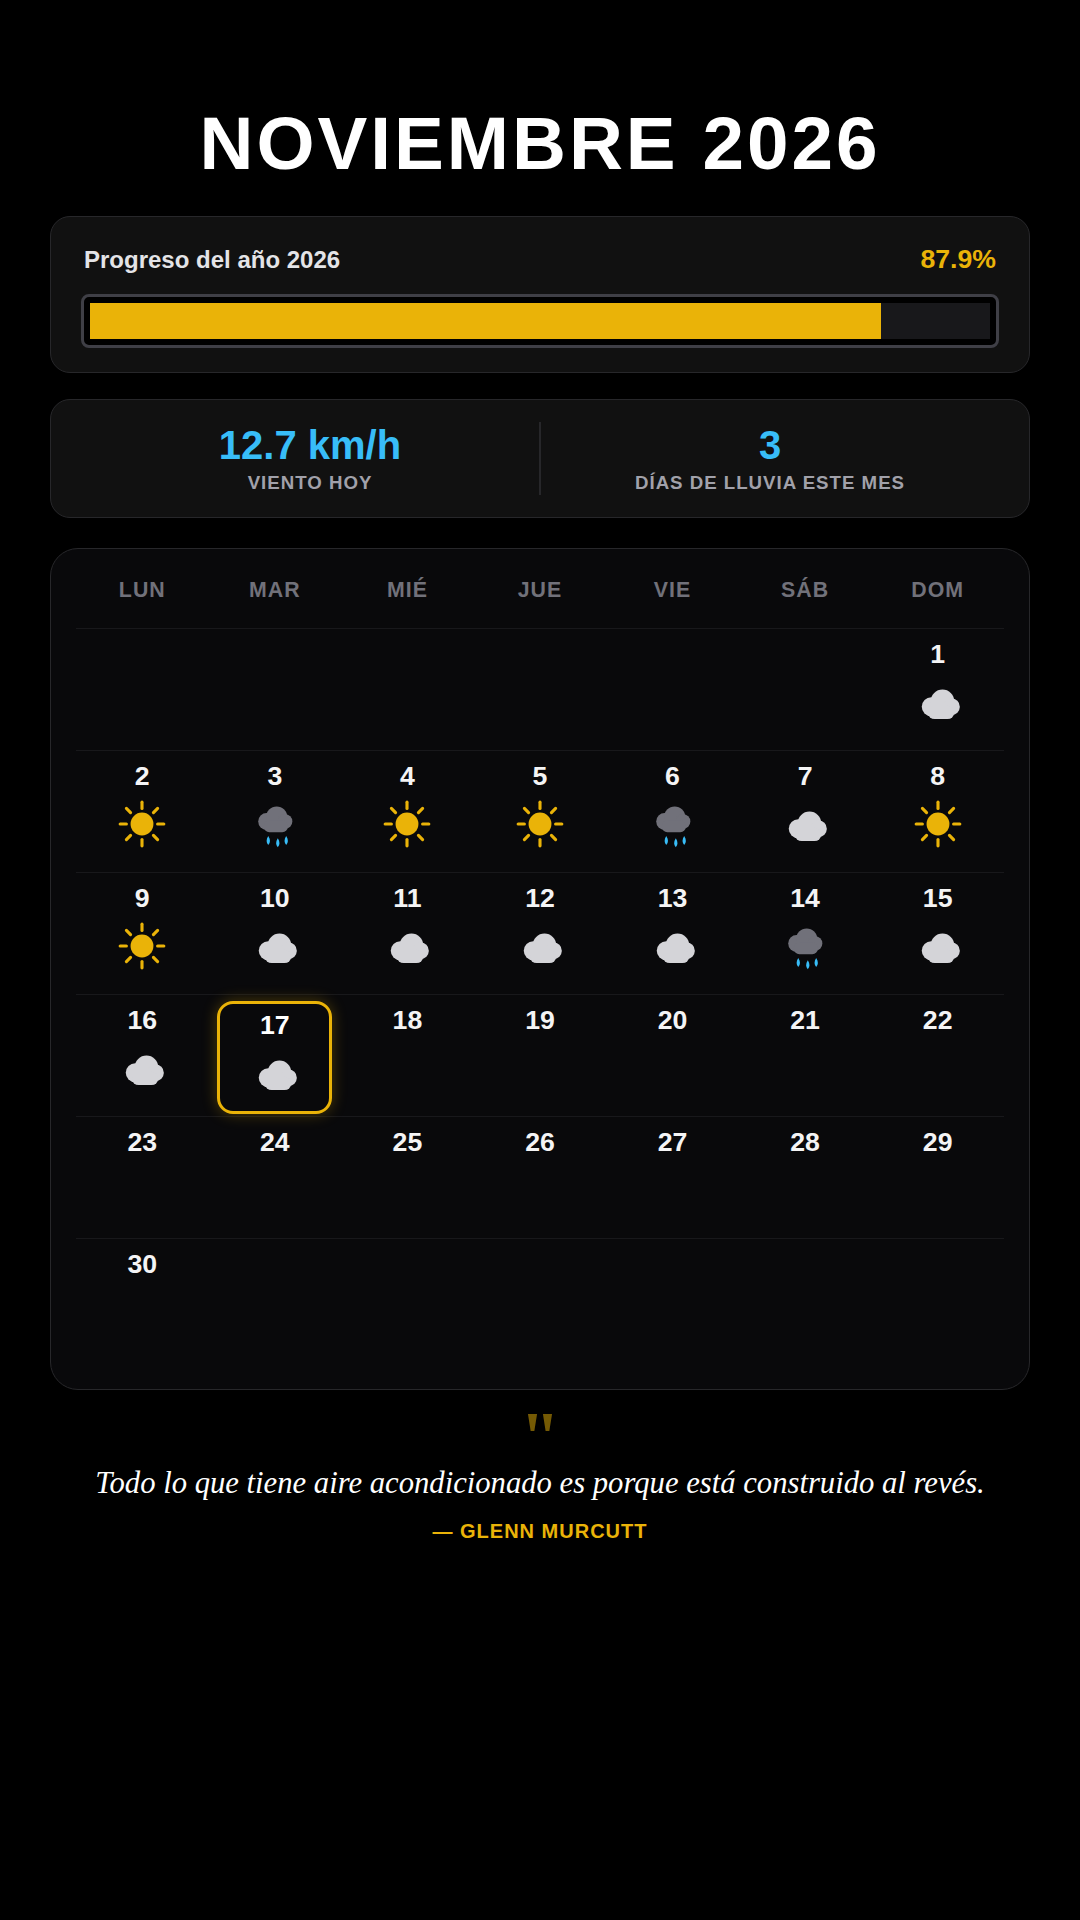 NOVIEMBRE 2026
Progreso del año 2026 87.9%
12.7 km/h 3
VIENTO HOY DÍAS DE LLUVIA ESTE MES
LUN MAR MIÉ JUE VIE SÁB DOM
1
2 3 4 5 6 7 8
9 10 11 12 13 14 15
16 17 18 19 20 21 22
23 24 25 26 27 28 29
30
"
Todo lo que tiene aire acondicionado es porque está construido al revés.
— GLENN MURCUTT